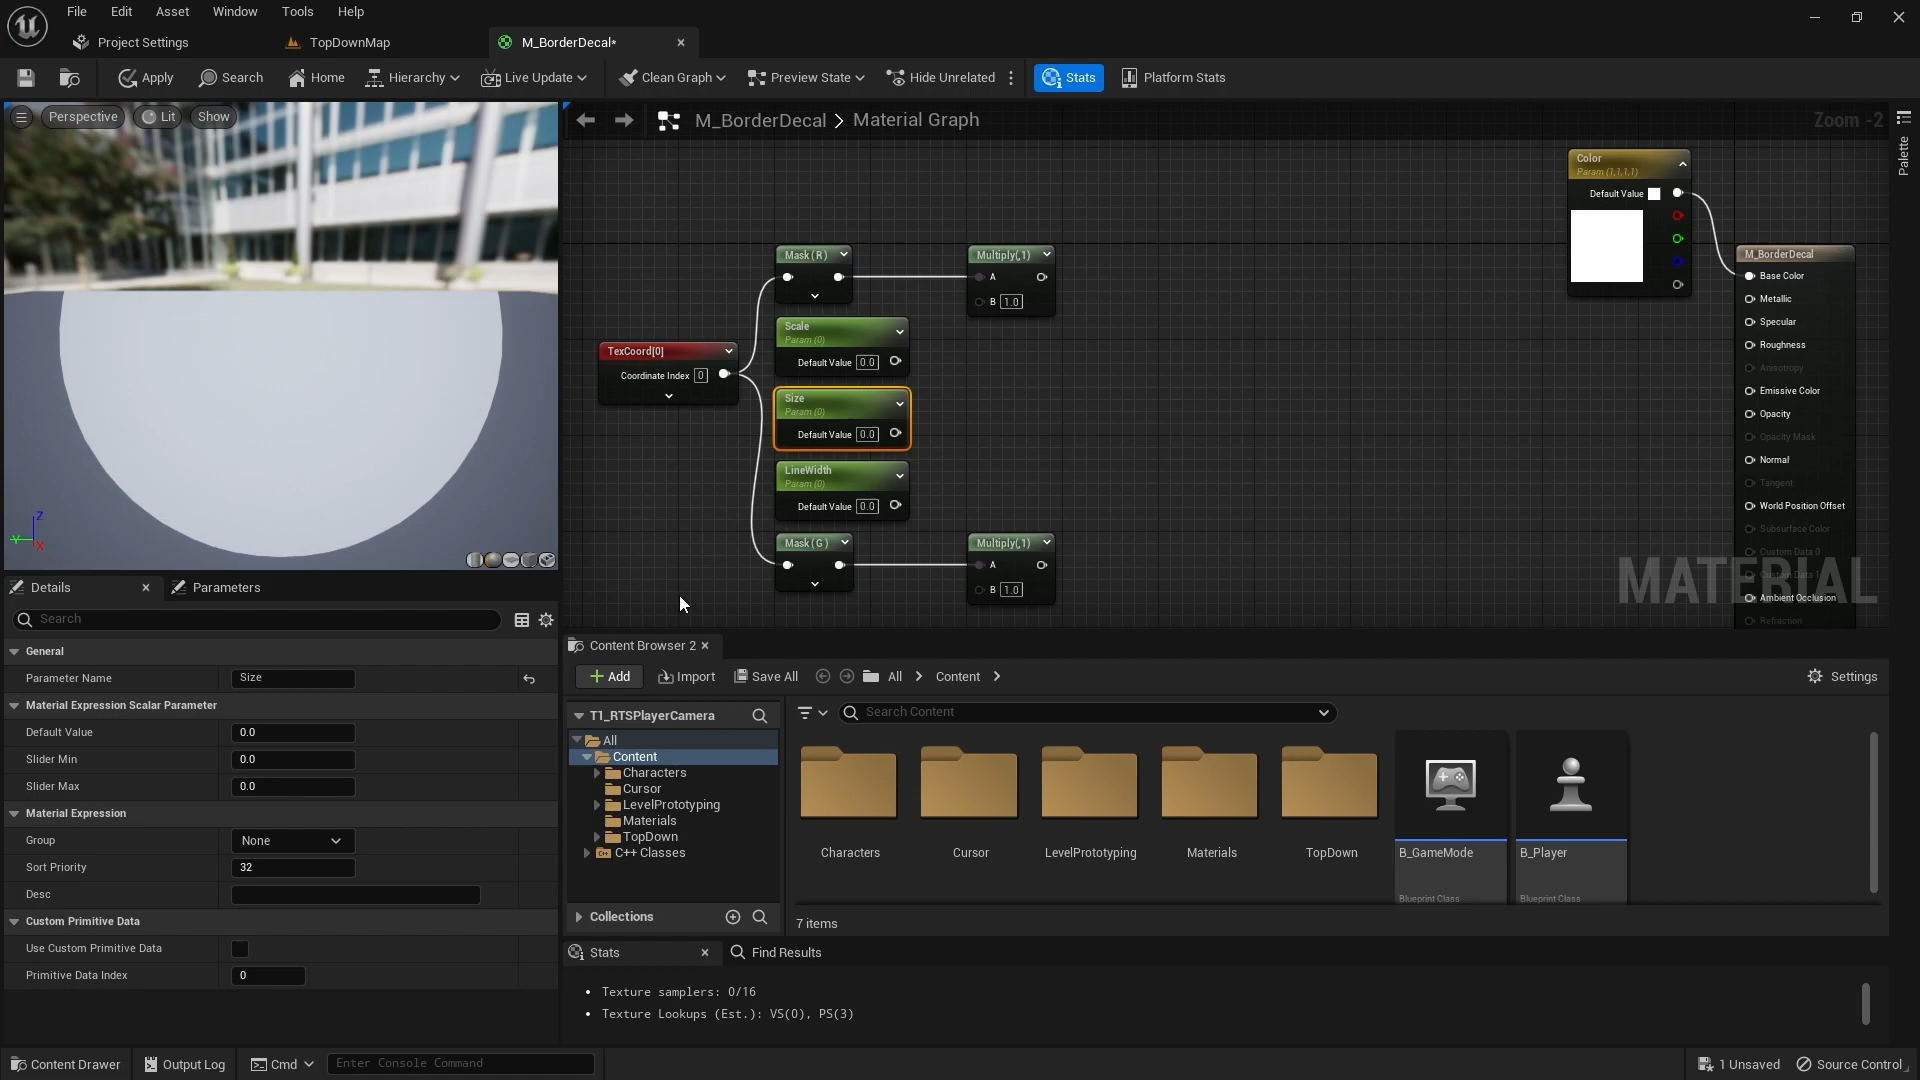 File Edit Asset Window Tools Help
Project Settings TopDownMap M_BorderDecal*
Apply Search Home Hierarchy Live Update Clean Graph Preview State Hide Unrelated Stats Platform Stats
Perspective Lit Show
M_BorderDecal > Material Graph Zoom -2
Palette
Color
Param (1,1,1,1)
Default Value
Mask ( R )
Multiply(,1)
A
B 1.0
Scale
Param (0)
Default Value 0.0
TexCoord[0]
Coordinate Index 0
Size
Param (0)
Default Value 0.0
LineWidth
Param (0)
Default Value 0.0
Mask ( G )
Multiply(,1)
A
B 1.0
M_BorderDecal
Base Color
Metallic
Specular
Roughness
Anisotropy
Emissive Color
Opacity
Opacity Mask
Normal
Tangent
World Position Offset
Subsurface Color
Custom Data 0
Ambient Occlusion
Refraction
MATERIAL
Z
Y
X
Details Parameters
Search
General
Parameter Name Size
Material Expression Scalar Parameter
Default Value 0.0
Slider Min 0.0
Slider Max 0.0
Material Expression
Group None
Sort Priority 32
Desc
Custom Primitive Data
Use Custom Primitive Data
Primitive Data Index 0
Content Browser 2
Add Import Save All All > Content > Settings
T1_RTSPlayerCamera
Search Content
All
Content
Characters
Cursor
LevelPrototyping
Materials
TopDown
C++ Classes
Collections
Characters Cursor LevelPrototyping Materials TopDown B_GameMode B_Player
Blueprint Class Blueprint Class
7 items
Stats Find Results
• Texture samplers: 0/16
• Texture Lookups (Est.): VS(0), PS(3)
Content Drawer Output Log Cmd Enter Console Command 1 Unsaved Source Control